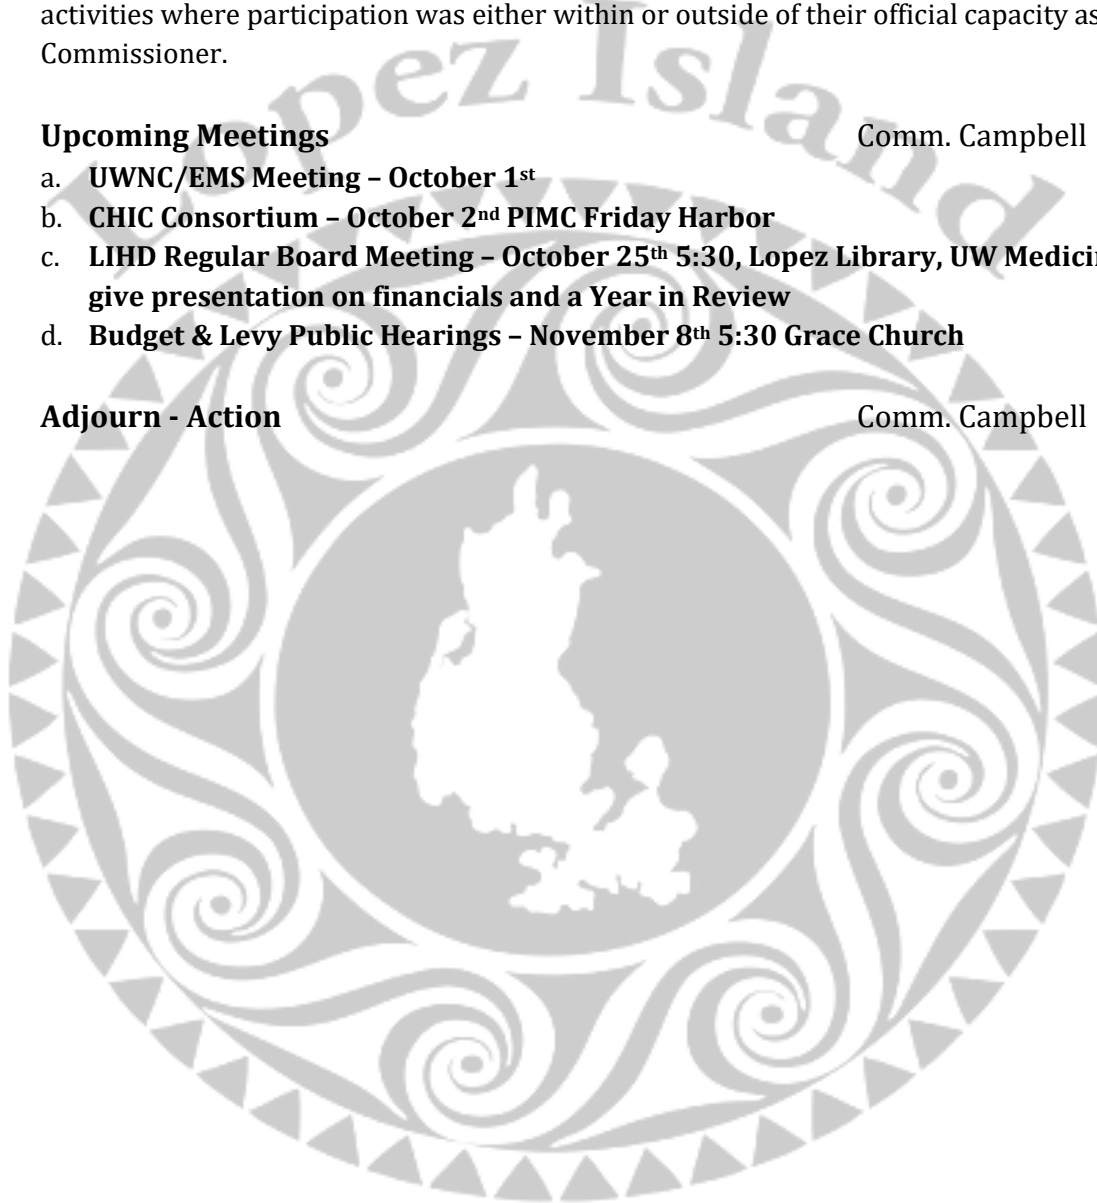 activities where participation was either within or outside of their official capacity as
Commissioner.
Lopez Island
Upcoming Meetings Comm. Campbell
a. UWNC/EMS Meeting – October 1st
b. CHIC Consortium – October 2nd PIMC Friday Harbor
c. LIHD Regular Board Meeting – October 25th 5:30, Lopez Library, UW
give presentation on financials and a Year in Review
d. Budget & Levy Public Hearings – November 8th 5:30 Grace Church
Adjourn - Action Comm. Campbell